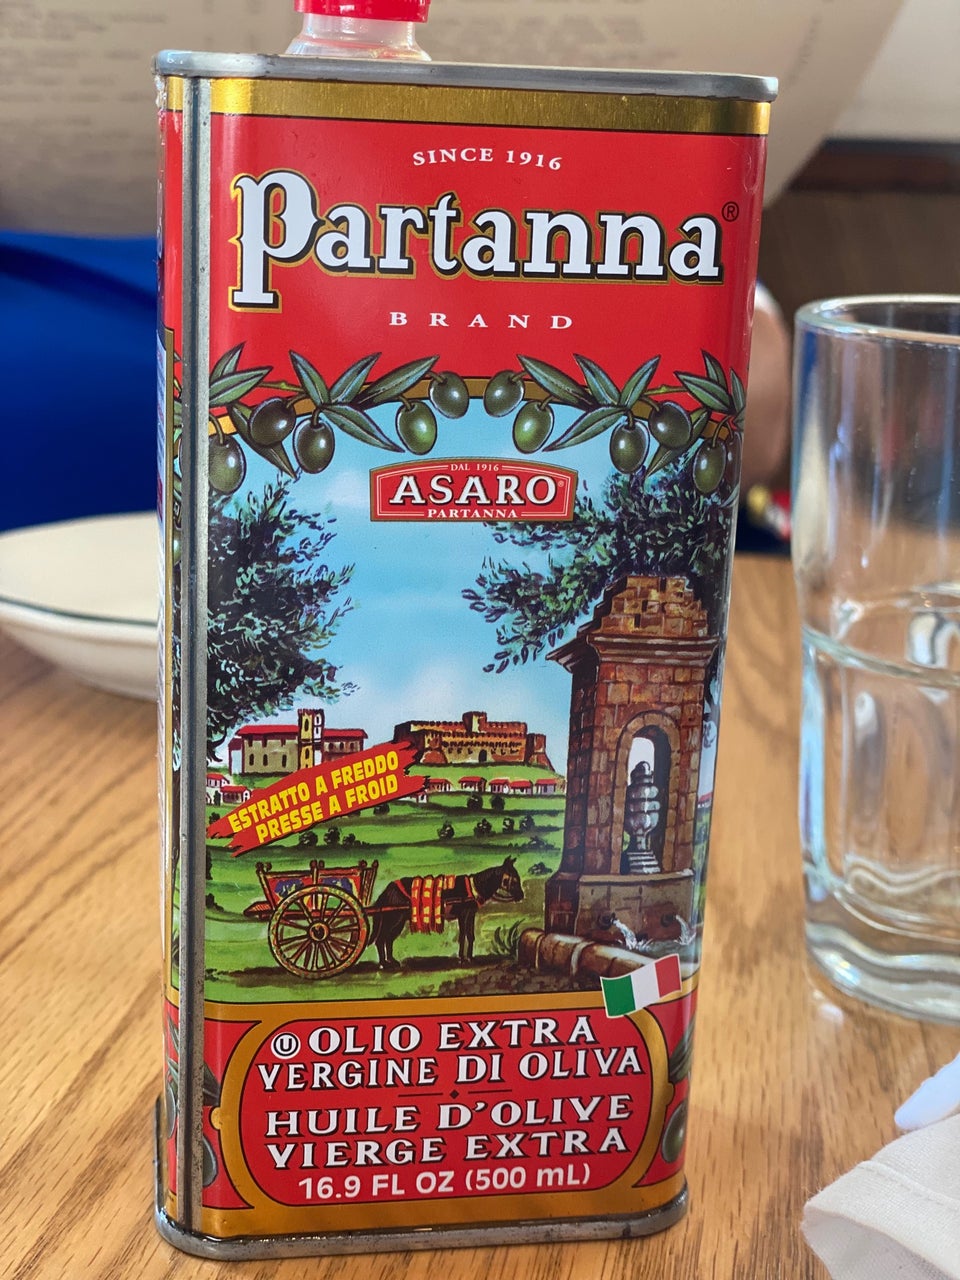 SINCE 1916
Partanna®
BRAND
DAL 1916
ASARO®
PARTANNA
ESTRATTO A FREDDO
PRESSE A FROID
Ⓤ OLIO EXTRA
VERGINE DI OLIVA
HUILE D'OLIVE
VIERGE EXTRA
16.9 FL OZ (500 mL)